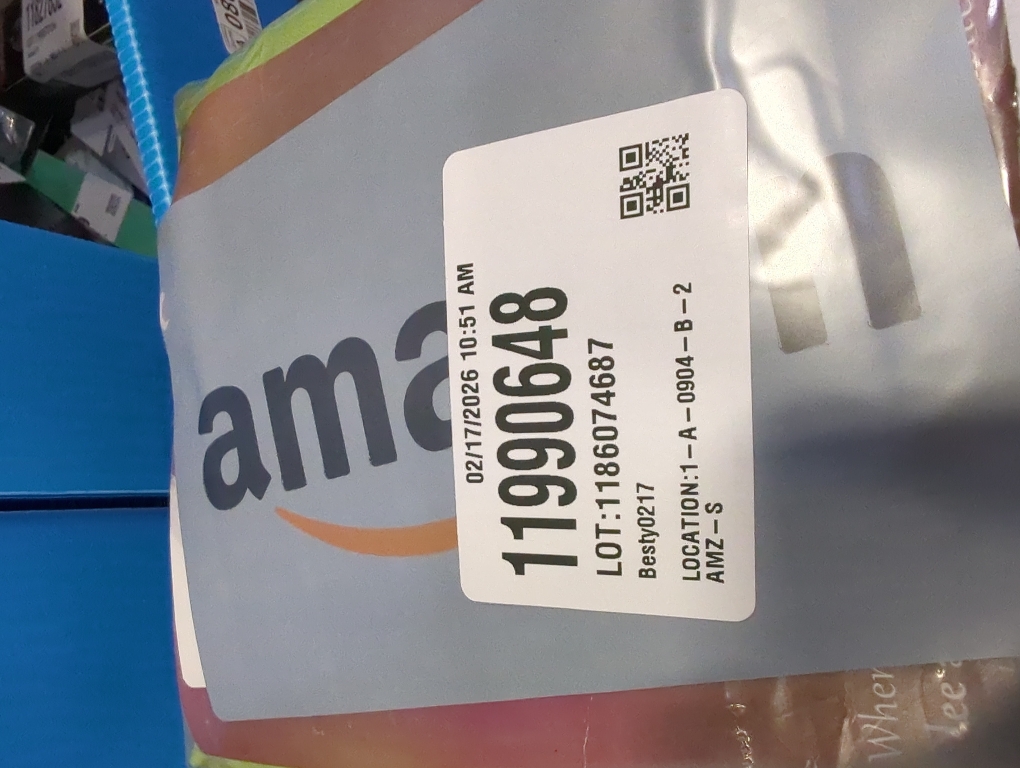 ama
n
02/17/2026 10:51 AM
11990648
LOT:1186074687
Besty0217
LOCATION:1-A-0904-B-2
AMZ-S